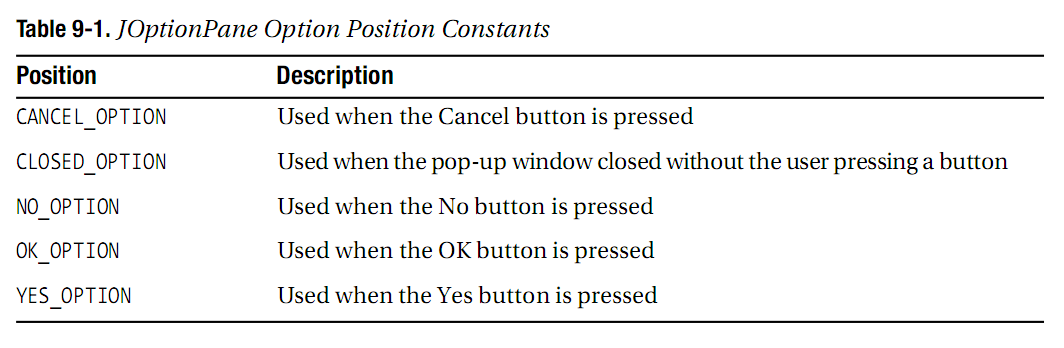 Table 9-1. JOptionPane Option Position Constants
Position Description
CANCEL_OPTION Used when the Cancel button is pressed
CLOSED_OPTION Used when the pop-up window closed without the user pressing a button
NO_OPTION Used when the No button is pressed
OK_OPTION Used when the OK button is pressed
YES_OPTION Used when the Yes button is pressed